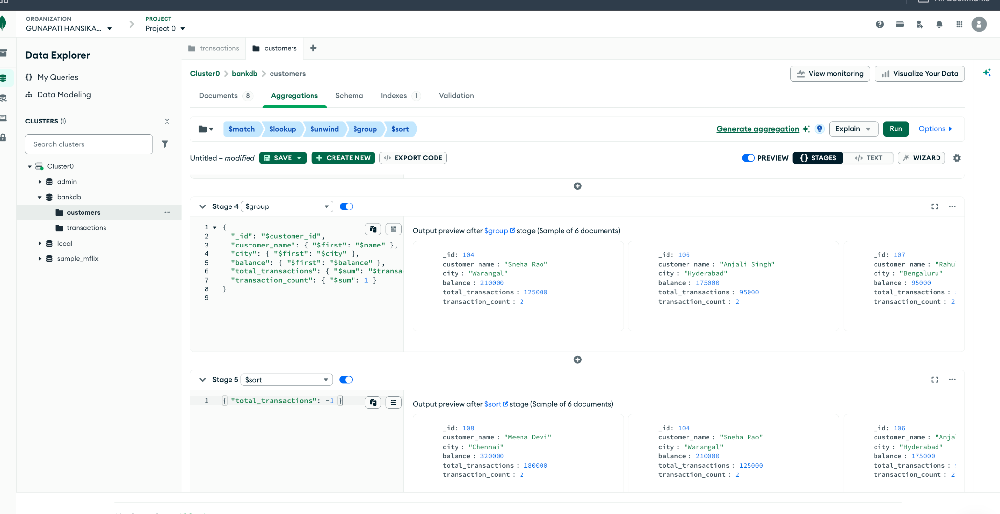 ORGANIZATION
GUNAPATI HANSIKA...
PROJECT
Project 0
Data Explorer
My Queries
Data Modeling
CLUSTERS (1)
Search clusters
Cluster0
admin
bankdb
customers
transactions
local
sample_mflix
transactions
customers
Cluster0 > bankdb > customers
View monitoring
Visualize Your Data
Documents 8
Aggregations
Schema
Indexes 1
Validation
$match
$lookup
$unwind
$group
$sort
Generate aggregation
Explain
Run
Options
Untitled – modified
SAVE
+ CREATE NEW
</> EXPORT CODE
PREVIEW
{} STAGES
</> TEXT
WIZARD
Stage 4 $group
1 {
2 "_id": "$customer_id",
3 "customer_name": { "$first": "$name" },
4 "city": { "$first": "$city" },
5 "balance": { "$first": "$balance" },
6 "total_transactions": { "$sum": "$transa
7 "transaction_count": { "$sum": 1 }
8 }
9
Output preview after $group stage (Sample of 6 documents)
_id: 104
customer_name : "Sneha Rao"
city : "Warangal"
balance : 210000
total_transactions : 125000
transaction_count : 2
_id: 106
customer_name : "Anjali Singh"
city : "Hyderabad"
balance : 175000
total_transactions : 95000
transaction_count : 2
_id: 107
customer_name : "Rahu
city : "Bengaluru"
balance : 95000
total_transactions :
transaction_count : 2
Stage 5 $sort
1 { "total_transactions": -1 }
Output preview after $sort stage (Sample of 6 documents)
_id: 108
customer_name : "Meena Devi"
city : "Chennai"
balance : 320000
total_transactions : 180000
transaction_count : 2
_id: 104
customer_name : "Sneha Rao"
city : "Warangal"
balance : 210000
total_transactions : 125000
transaction_count : 2
_id: 106
customer_name : "Anja
city : "Hyderabad"
balance : 175000
total_transactions :
transaction_count : 2